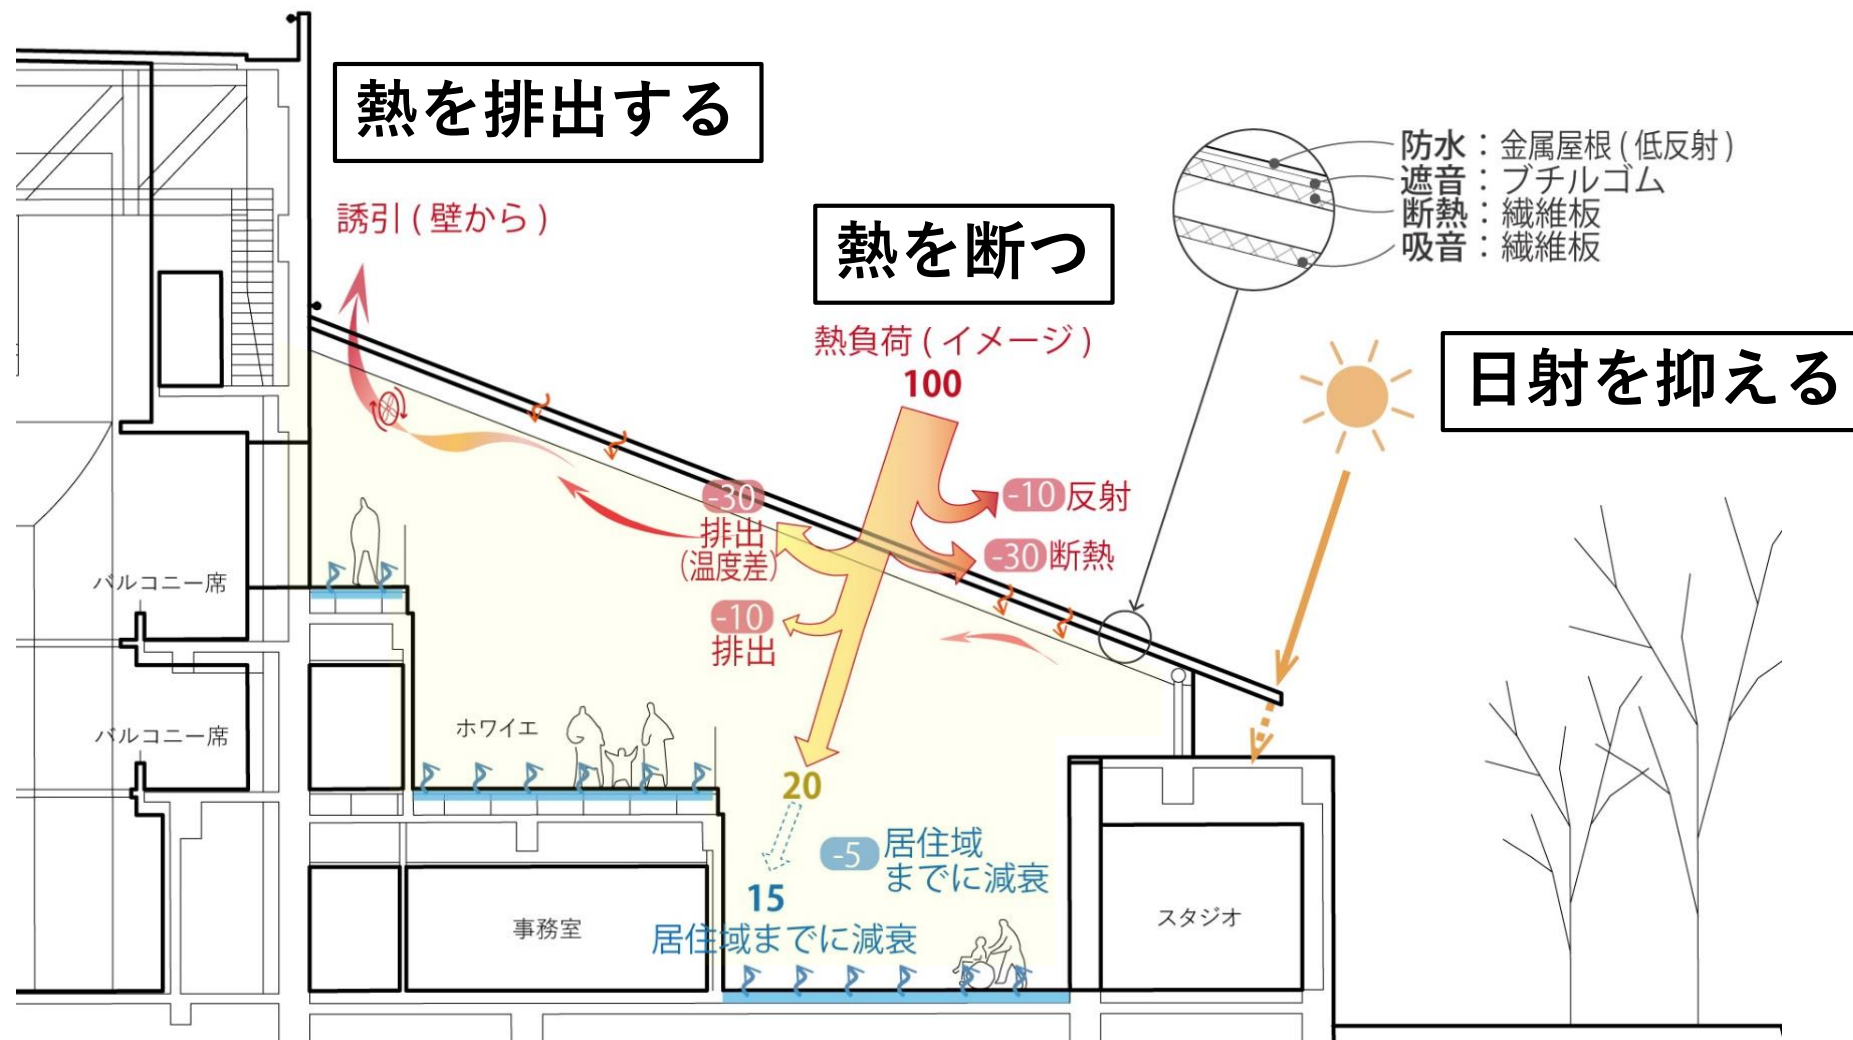 熱を排出する
誘引 ( 壁から )
熱を断つ
熱負荷 ( イメージ )
100
防水：金属屋根 ( 低反射 )
遮音：ブチルゴム
断熱：繊維板
吸音：繊維板
日射を抑える
-10 反射
-30 断熱
-30
排出
(温度差)
-10
排出
20
-5 居住域
までに減衰
15
居住域までに減衰
バルコニー席
バルコニー席
ホワイエ
事務室
スタジオ